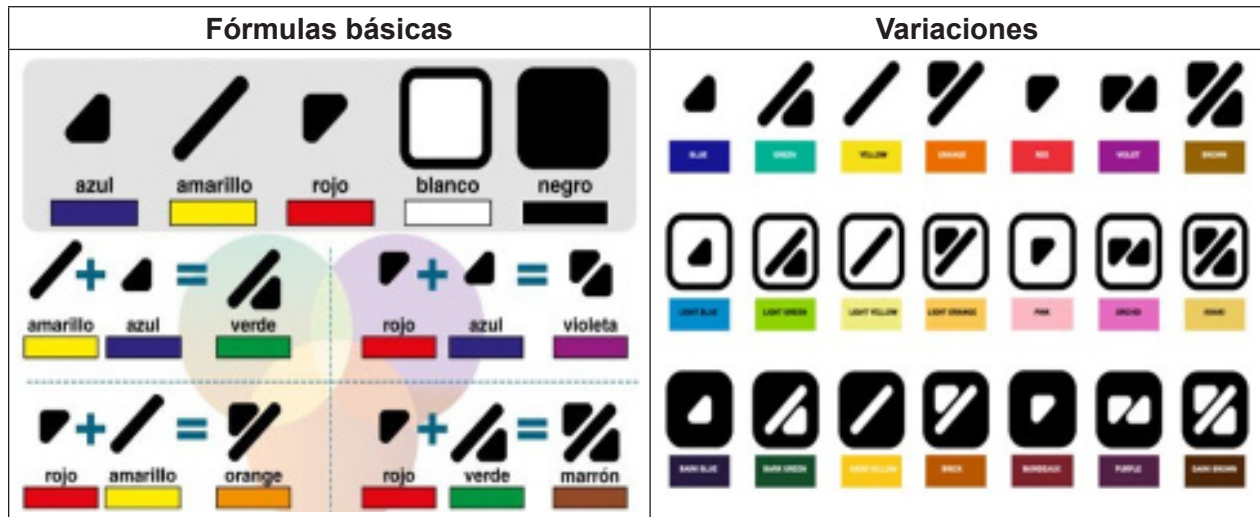 Fórmulas básicas
Variaciones
azul amarillo rojo blanco negro
+ =
amarillo azul verde
+ =
rojo azul violeta
+ =
rojo amarillo orange
+ =
rojo verde marrón
BLUE GREEN YELLOW ORANGE RED VIOLET BROWN
LIGHT BLUE LIGHT GREEN LIGHT YELLOW LIGHT ORANGE PINK ORCHID
DARK BLUE DARK GREEN DARK YELLOW BRICK BORDEAUX PURPLE DARK BROWN